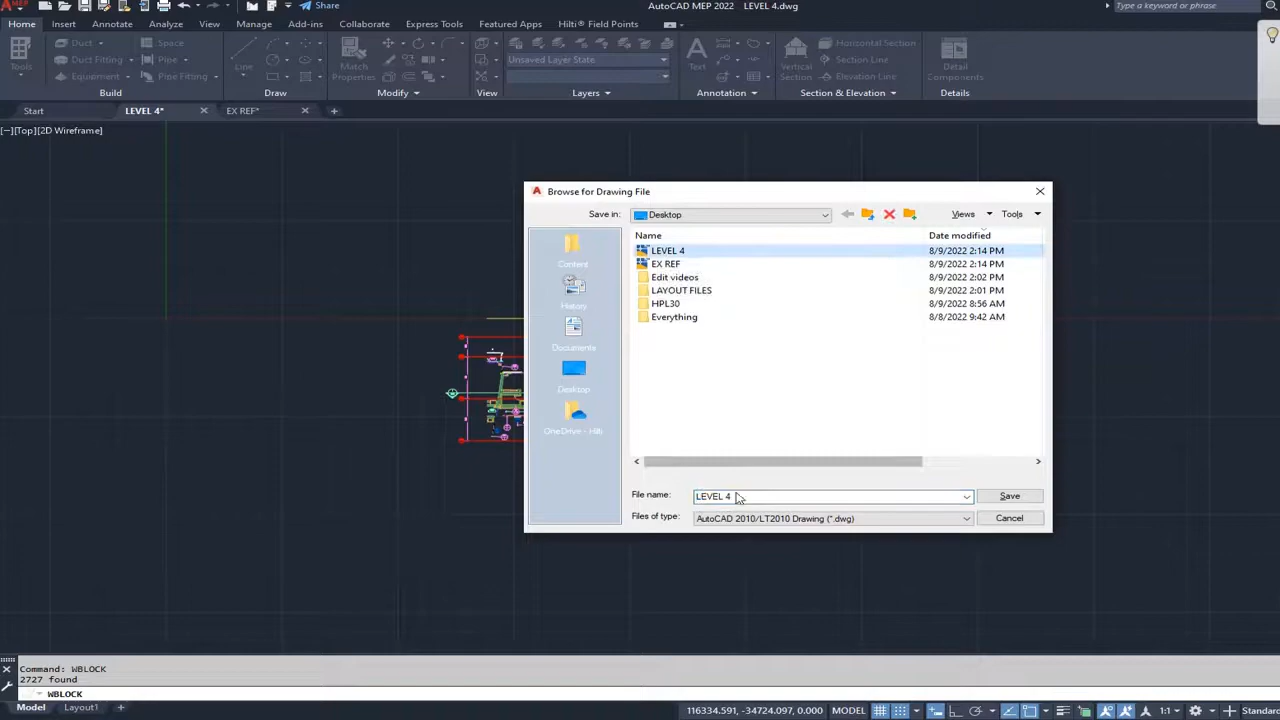 MEP
Share
AutoCAD MEP 2022 LEVEL 4.dwg
Type a keyword or phrase
Home Insert Annotate Analyze View Manage Add-ins Collaborate Express Tools Featured Apps Hilti® Field Points
Tools
Duct
Duct Fitting
Equipment
Space
Pipe
Pipe Fitting
Build
Line
Draw
Match
Properties
Modify
View
Unsaved Layer State
Layers
Text
Annotation
Vertical
Section
Horizontal Section
Section Line
Elevation Line
Section & Elevation
Detail
Components
Details
Start LEVEL 4* EX REF*
[−][Top][2D Wireframe]
Browse for Drawing File
Save in: Desktop Views Tools
Name Date modified
LEVEL 4 8/9/2022 2:14 PM
EX REF 8/9/2022 2:14 PM
Edit videos 8/9/2022 2:02 PM
LAYOUT FILES 8/9/2022 2:01 PM
HPL30 8/9/2022 8:56 AM
Everything 8/8/2022 9:42 AM
Content
History
Documents
Desktop
OneDrive - Hilti
File name: LEVEL 4 Save
Files of type: AutoCAD 2010/LT2010 Drawing (*.dwg) Cancel
Command: WBLOCK
2727 found
WBLOCK
Model Layout1
116334.591, -34724.097, 0.000 MODEL 1:1 Standard